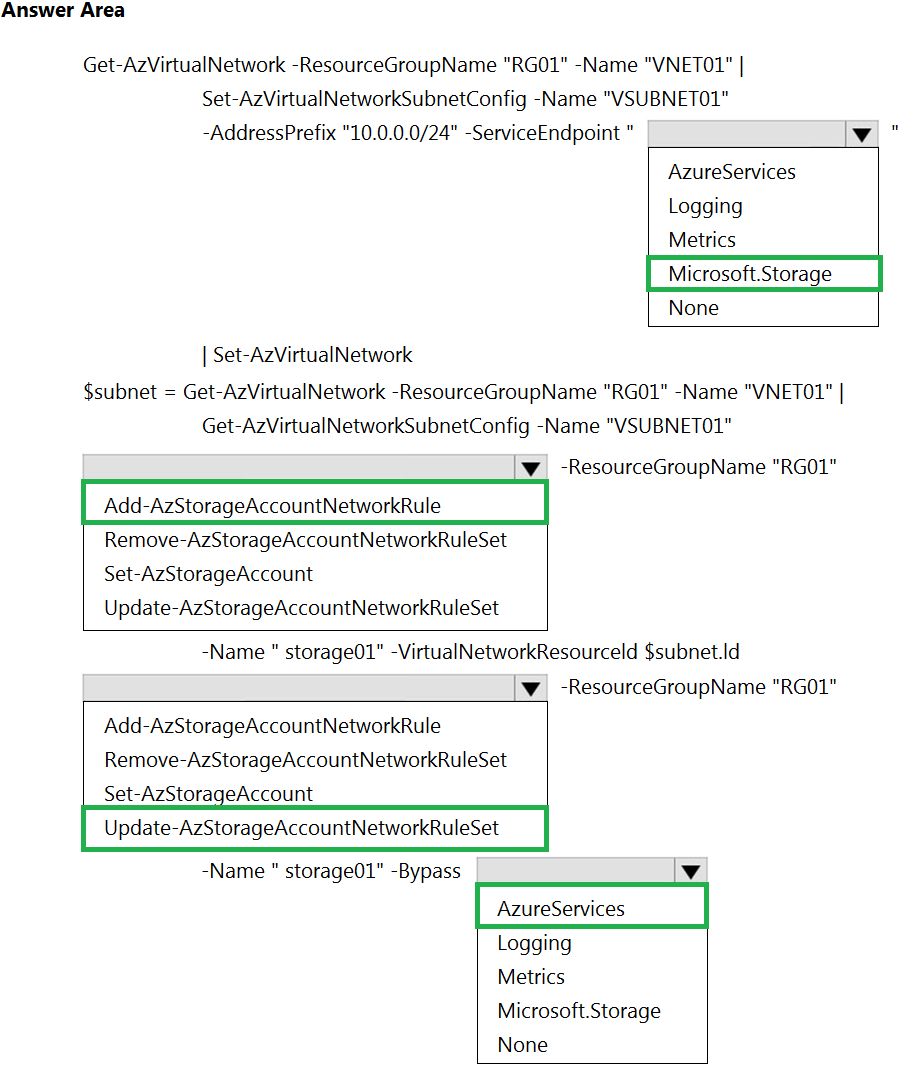 Answer Area
Get-AzVirtualNetwork -ResourceGroupName "RG01" -Name "VNET01" |
Set-AzVirtualNetworkSubnetConfig -Name "VSUBNET01"
-AddressPrefix "10.0.0.0/24" -ServiceEndpoint " "
AzureServices
Logging
Metrics
Microsoft.Storage
None
| Set-AzVirtualNetwork
$subnet = Get-AzVirtualNetwork -ResourceGroupName "RG01" -Name "VNET01" |
Get-AzVirtualNetworkSubnetConfig -Name "VSUBNET01"
-ResourceGroupName "RG01"
Add-AzStorageAccountNetworkRule
Remove-AzStorageAccountNetworkRuleSet
Set-AzStorageAccount
Update-AzStorageAccountNetworkRuleSet
-Name " storage01" -VirtualNetworkResourceId $subnet.Id
-ResourceGroupName "RG01"
Add-AzStorageAccountNetworkRule
Remove-AzStorageAccountNetworkRuleSet
Set-AzStorageAccount
Update-AzStorageAccountNetworkRuleSet
-Name " storage01" -Bypass
AzureServices
Logging
Metrics
Microsoft.Storage
None